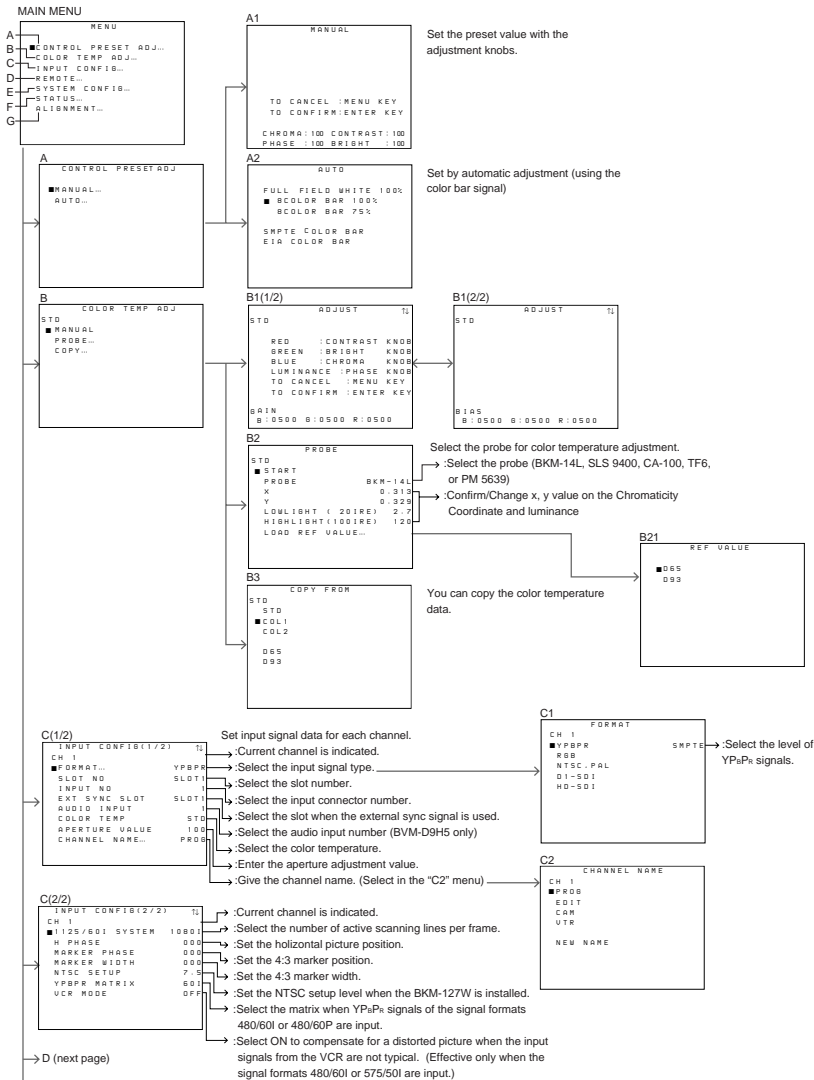 MAIN MENU
MENU
A
B
C
D
E
F
G
■CONTROL PRESET ADJ…
COLOR TEMP ADJ…
INPUT CONFIG…
REMOTE…
SYSTEM CONFIG…
STATUS…
ALIGNMENT…
A1
MANUAL
TO CANCEL :MENU KEY
TO CONFIRM:ENTER KEY
CHROMA:100 CONTRAST:100
PHASE :100 BRIGHT :100
Set the preset value with the
adjustment knobs.
A
CONTROL PRESET ADJ
■MANUAL…
AUTO…
A2
AUTO
FULL FIELD WHITE 100%
■ 8COLOR BAR 100%
8COLOR BAR 75%
SMPTE COLOR BAR
EIA COLOR BAR
Set by automatic adjustment (using the
color bar signal)
B
COLOR TEMP ADJ
STD
■ MANUAL
PROBE…
COPY…
B1(1/2)
ADJUST ↑↓
STD
RED :CONTRAST KNOB
GREEN :BRIGHT KNOB
BLUE :CHROMA KNOB
LUMINANCE :PHASE KNOB
TO CANCEL :MENU KEY
TO CONFIRM :ENTER KEY
GAIN
B:0500 G:0500 R:0500
B1(2/2)
ADJUST ↑↓
STD
BIAS
B:0500 G:0500 R:0500
B2
PROBE
STD
■ START
PROBE BKM-14L
X 0.313
Y 0.329
LOWLIGHT ( 20IRE) 2.7
HIGHLIGHT(100IRE) 120
LOAD REF VALUE…
Select the probe for color temperature adjustment.
:Select the probe (BKM-14L, SLS 9400, CA-100, TF6,
or PM 5639)
:Confirm/Change x, y value on the Chromaticity
Coordinate and luminance
B21
REF VALUE
■D65
D93
B3
COPY FROM
STD
STD
■COL1
COL2
D65
D93
You can copy the color temperature
data.
C(1/2)
INPUT CONFIG(1/2) ↑↓
CH 1
■FORMAT… YPBPR
SLOT NO SLOT1
INPUT NO 1
EXT SYNC SLOT SLOT1
AUDIO INPUT 1
COLOR TEMP STD
APERTURE VALUE 100
CHANNEL NAME… PROG
Set input signal data for each channel.
:Current channel is indicated.
:Select the input signal type.
:Select the slot number.
:Select the input connector number.
:Select the slot when the external sync signal is used.
:Select the audio input number (BVM-D9H5 only)
:Select the color temperature.
:Enter the aperture adjustment value.
:Give the channel name. (Select in the “C2” menu)
C1
FORMAT
CH 1
■YPBPR SMPTE
RGB
NTSC.PAL
D1-SDI
HD-SDI
:Select the level of
YPBPR signals.
C2
CHANNEL NAME
CH 1
■PROG
EDIT
CAM
VTR
NEW NAME
C(2/2)
INPUT CONFIG(2/2) ↑↓
CH 1
■1125/60I SYSTEM 1080I
H PHASE 000
MARKER PHASE 000
MARKER WIDTH 000
NTSC SETUP 7.5
YPBPR MATRIX 60I
VCR MODE OFF
:Current channel is indicated.
:Select the number of active scanning lines per frame.
:Set the holizontal picture position.
:Set the 4:3 marker position.
:Set the 4:3 marker width.
:Set the NTSC setup level when the BKM-127W is installed.
:Select the matrix when YPBPR signals of the signal formats
480/60I or 480/60P are input.
:Select ON to compensate for a distorted picture when the input
signals from the VCR are not typical. (Effective only when the
signal formats 480/60I or 575/50I are input.)
D (next page)